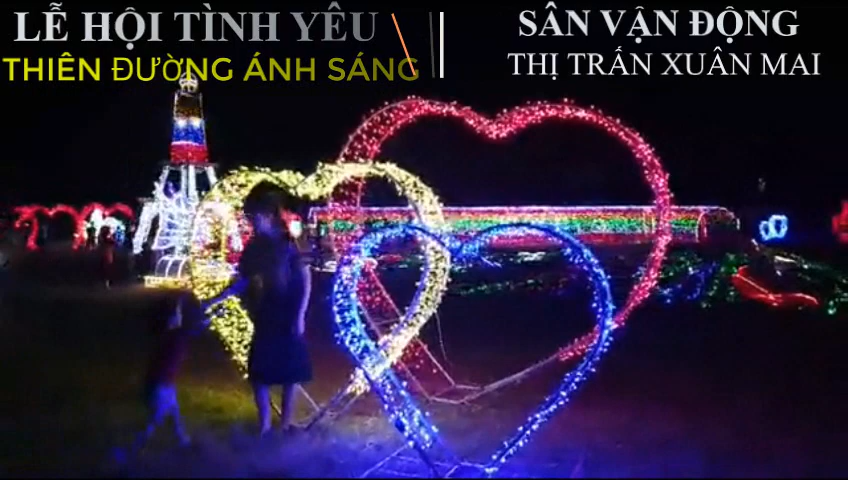 LỄ HỘI TÌNH YÊU
THIÊN ĐƯỜNG ÁNH SÁNG
SÂN VẬN ĐỘNG
THỊ TRẤN XUÂN MAI